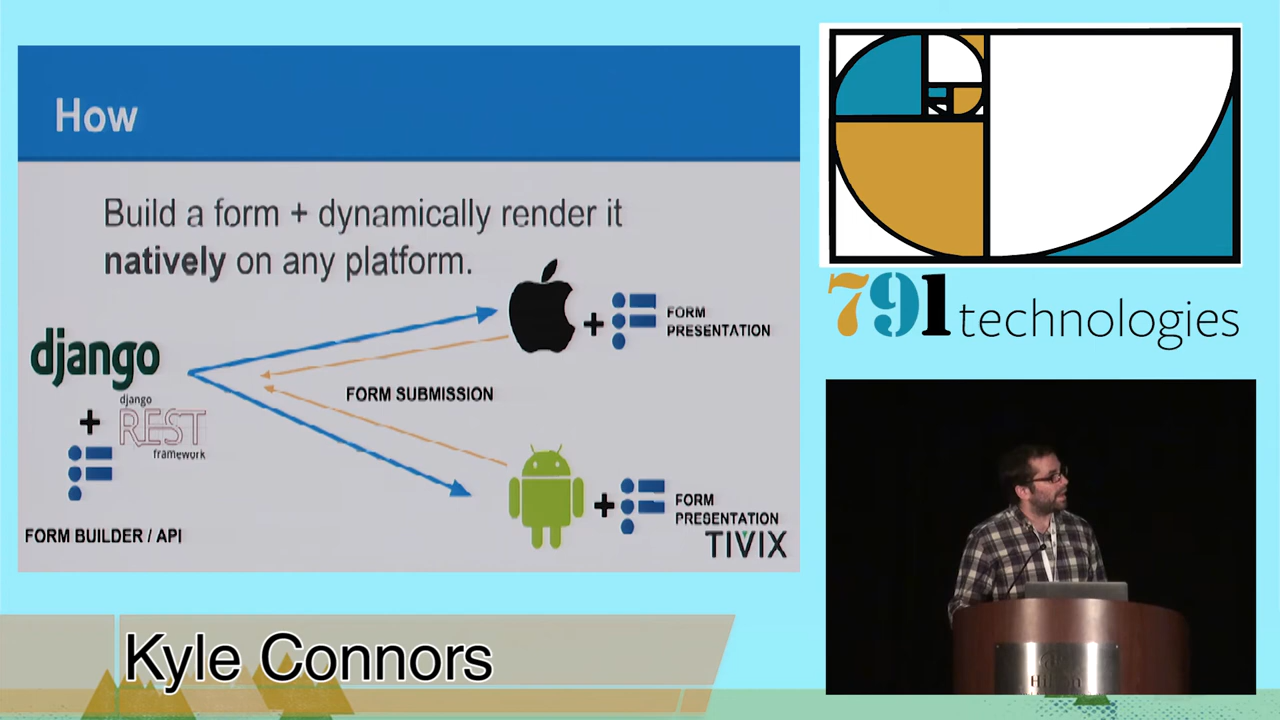 How
Build a form + dynamically render it
natively on any platform.
django
+
django
REST
framework
FORM BUILDER / API
FORM SUBMISSION
+
FORM
PRESENTATION
+
FORM
PRESENTATION
TIVIX
791 technologies
Kyle Connors